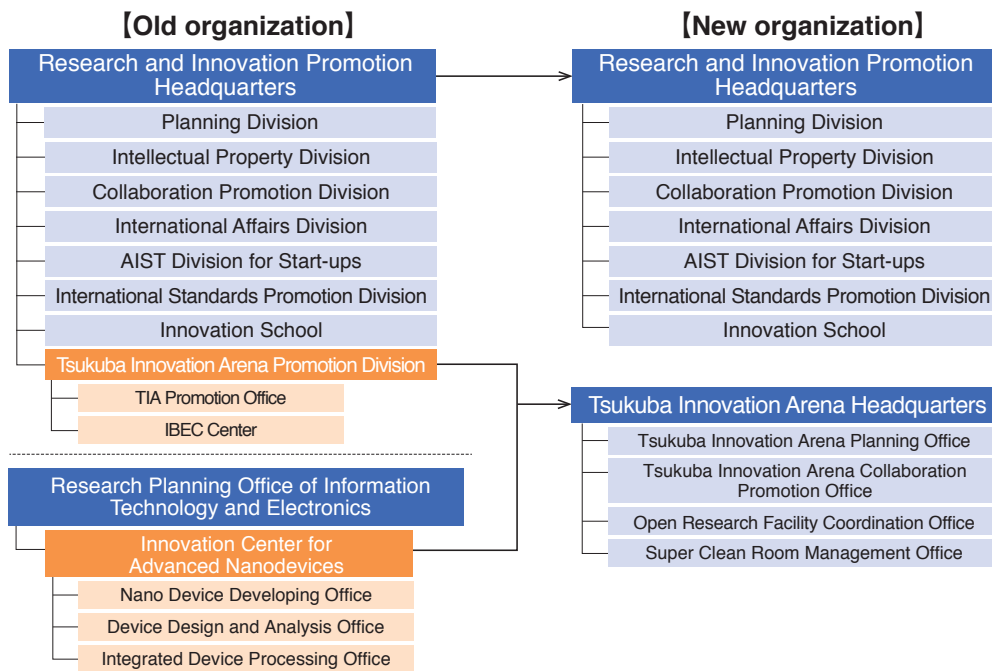 【Old organization】
Research and Innovation Promotion
Headquarters
Planning Division
Intellectual Property Division
Collaboration Promotion Division
International Affairs Division
AIST Division for Start-ups
International Standards Promotion Division
Innovation School
Tsukuba Innovation Arena Promotion Division
TIA Promotion Office
IBEC Center
Research Planning Office of Information
Technology and Electronics
Innovation Center for
Advanced Nanodevices
Nano Device Developing Office
Device Design and Analysis Office
Integrated Device Processing Office
【New organization】
Research and Innovation Promotion
Headquarters
Planning Division
Intellectual Property Division
Collaboration Promotion Division
International Affairs Division
AIST Division for Start-ups
International Standards Promotion Division
Innovation School
Tsukuba Innovation Arena Headquarters
Tsukuba Innovation Arena Planning Office
Tsukuba Innovation Arena Collaboration
Promotion Office
Open Research Facility Coordination Office
Super Clean Room Management Office